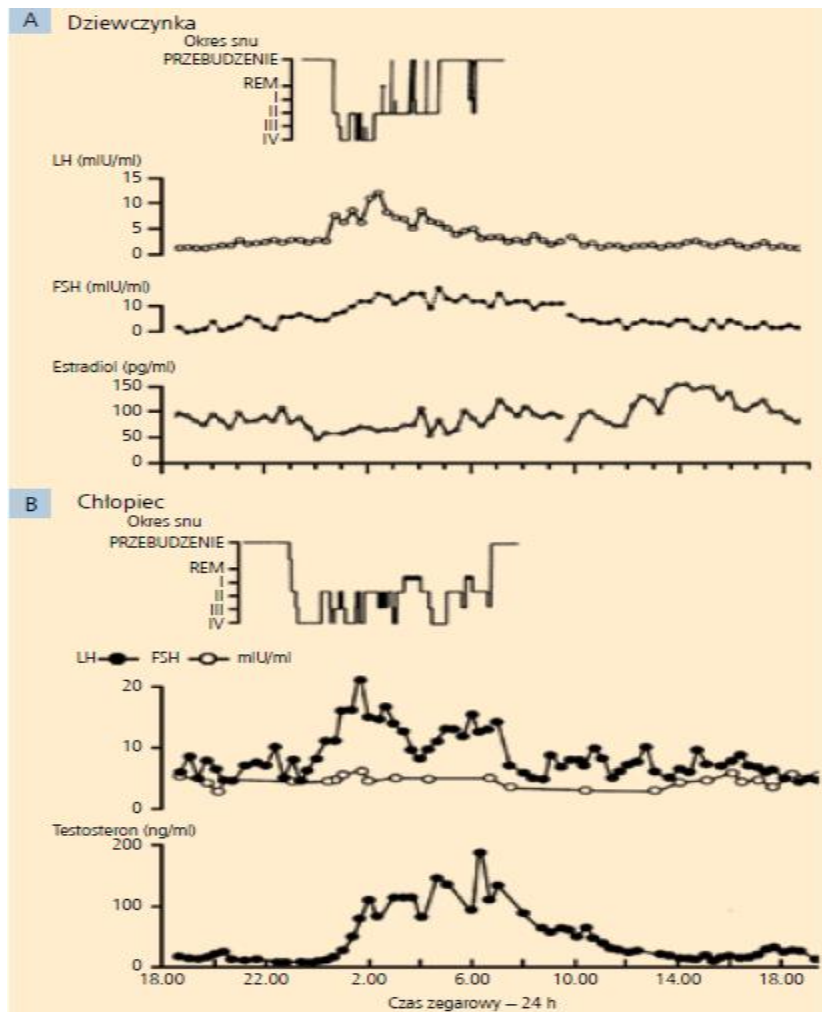 A Dziewczynka
Okres snu
PRZEBUDZENIE
REM
I
II
III
IV
LH (mIU/ml)
15
10
5
0
FSH (mIU/ml)
10
0
Estradiol (pg/ml)
150
100
50
0
B Chłopiec
Okres snu
PRZEBUDZENIE
REM
I
II
III
IV
LH FSH mIU/ml
20
10
0
Testosteron (ng/ml)
200
100
0
18.00 22.00 2.00 6.00 10.00 14.00 18.00
Czas zegarowy – 24 h